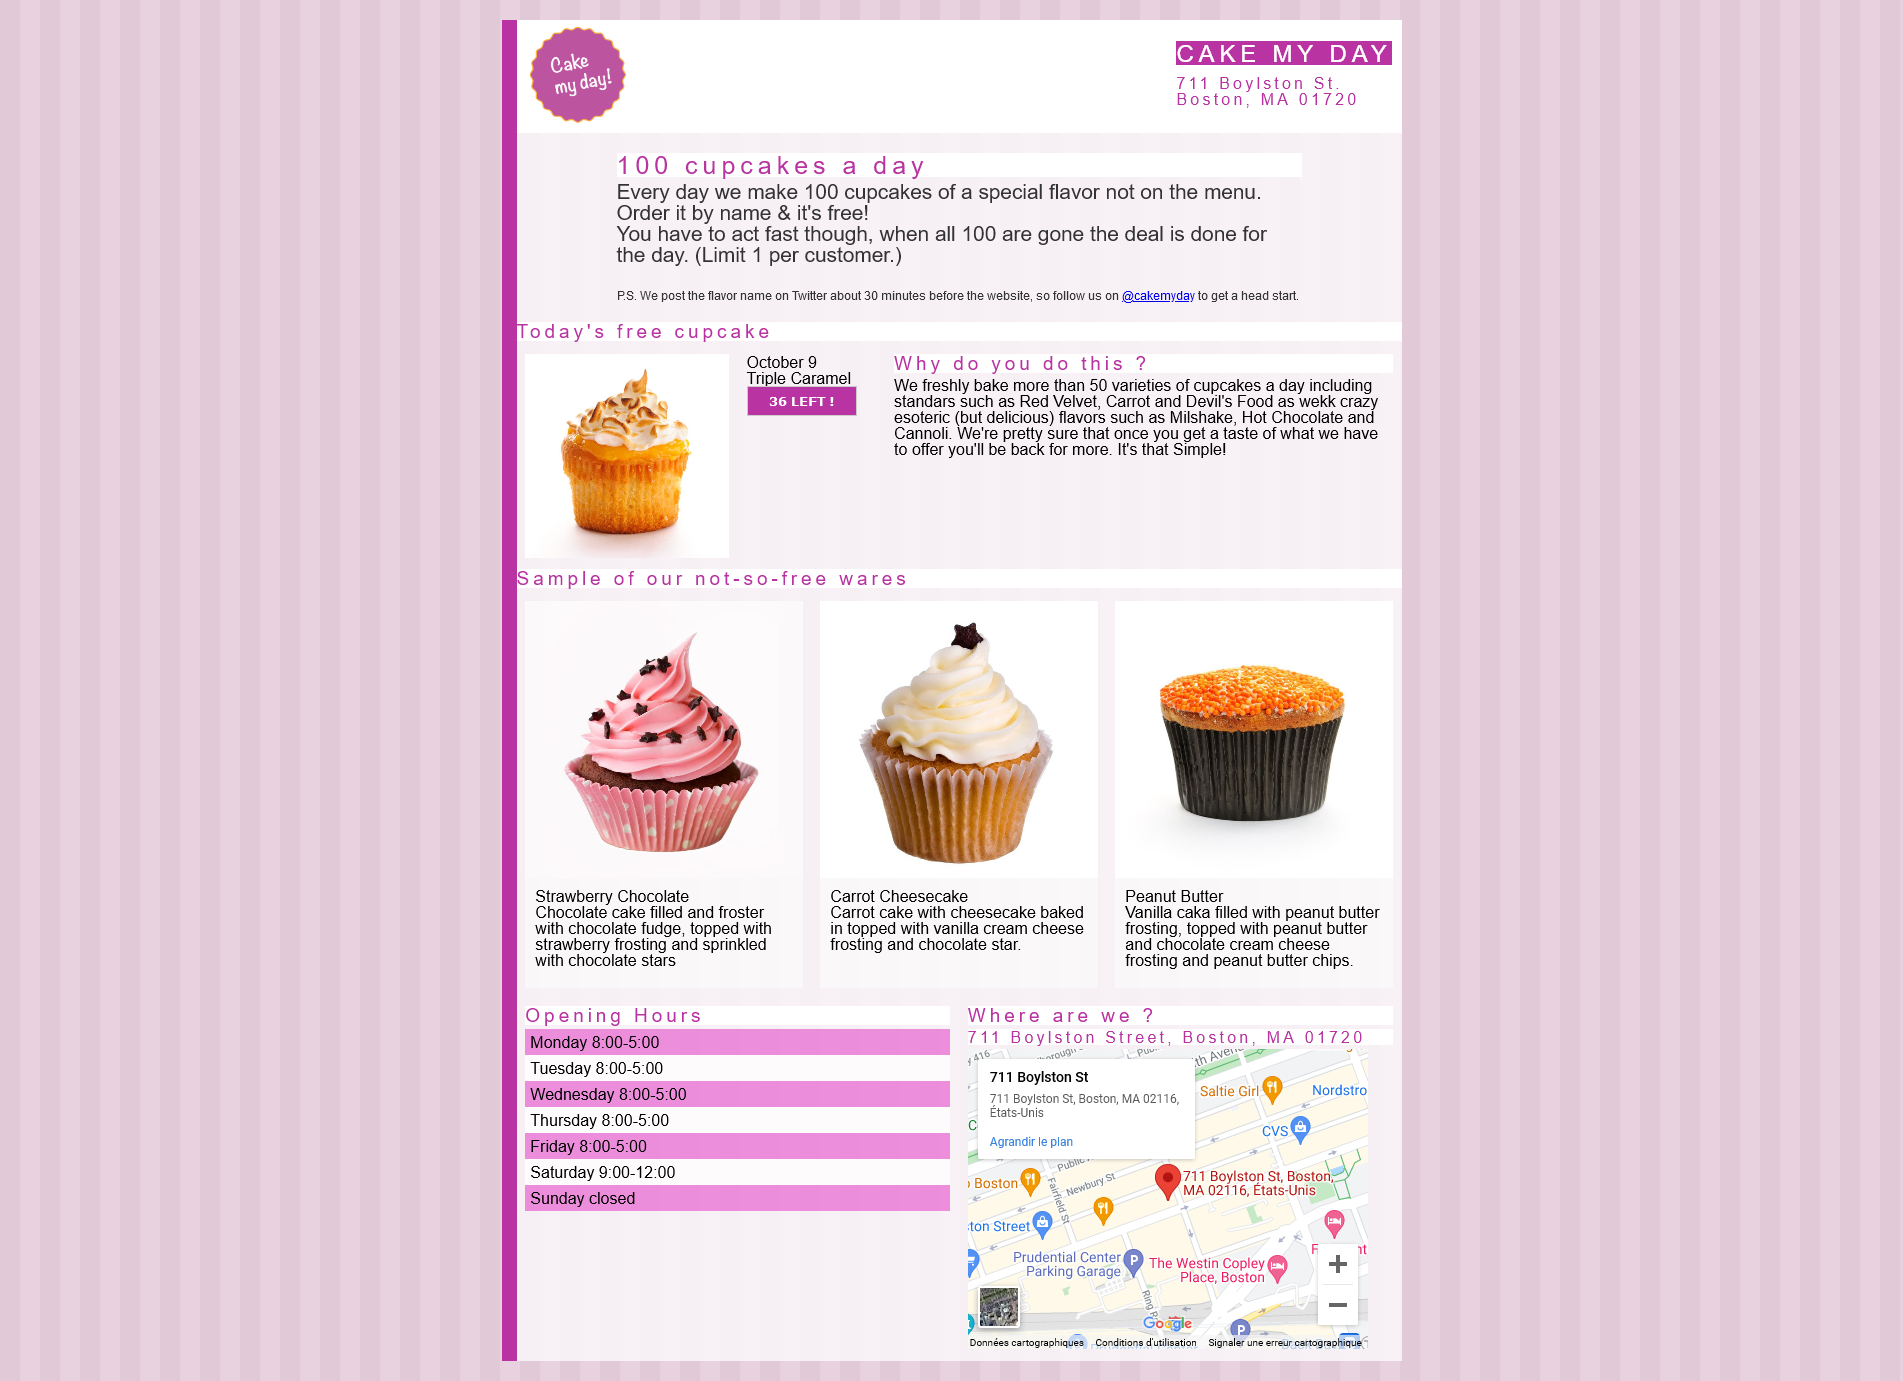 Cake
my day!
CAKE MY DAY
711 Boylston St.
Boston, MA 01720
100 cupcakes a day
Every day we make 100 cupcakes of a special flavor not on the menu.
Order it by name & it's free!
You have to act fast though, when all 100 are gone the deal is done for
the day. (Limit 1 per customer.)
P.S. We post the flavor name on Twitter about 30 minutes before the website, so follow us on @cakemyday to get a head start.
Today's free cupcake
October 9
Triple Caramel
36 LEFT !
Why do you do this ?
We freshly bake more than 50 varieties of cupcakes a day including
standars such as Red Velvet, Carrot and Devil's Food as wekk crazy
esoteric (but delicious) flavors such as Milshake, Hot Chocolate and
Cannoli. We're pretty sure that once you get a taste of what we have
to offer you'll be back for more. It's that Simple!
Sample of our not-so-free wares
Strawberry Chocolate
Chocolate cake filled and froster
with chocolate fudge, topped with
strawberry frosting and sprinkled
with chocolate stars
Carrot Cheesecake
Carrot cake with cheesecake baked
in topped with vanilla cream cheese
frosting and chocolate star.
Peanut Butter
Vanilla caka filled with peanut butter
frosting, topped with peanut butter
and chocolate cream cheese
frosting and peanut butter chips.
Opening Hours
Monday 8:00-5:00
Tuesday 8:00-5:00
Wednesday 8:00-5:00
Thursday 8:00-5:00
Friday 8:00-5:00
Saturday 9:00-12:00
Sunday closed
Where are we ?
711 Boylston Street, Boston, MA 01720
711 Boylston St
711 Boylston St, Boston, MA 02116,
États-Unis
Agrandir le plan
Saltie Girl
Nordstro
CVS
Newbury St
Fairfield St
711 Boylston St, Boston,
MA 02116, États-Unis
Boston
ston Street
Prudential Center
Parking Garage
The Westin Copley
Place, Boston
Google
Données cartographiques
Conditions d'utilisation
Signaler une erreur cartographique